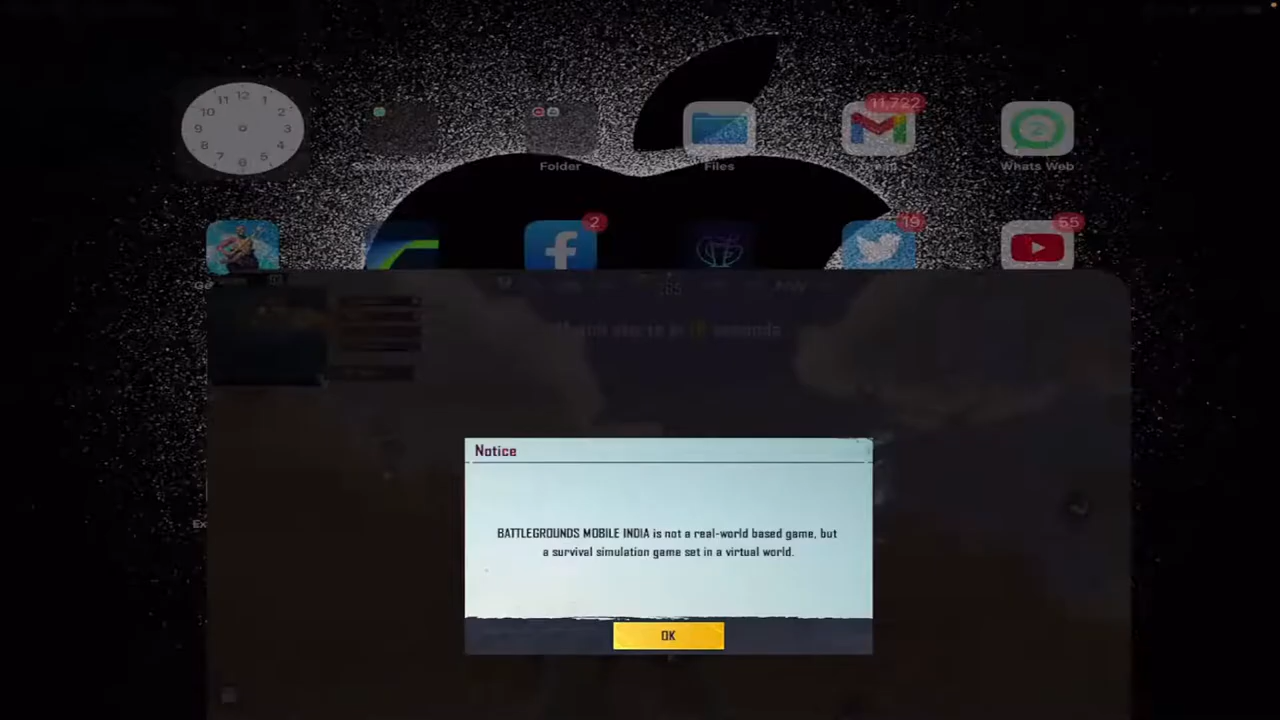 11,722
Folder
Files
Whats Web
2
19
55
Notice
BATTLEGROUNDS MOBILE INDIA is not a real-world based game, but
a survival simulation game set in a virtual world.
OK